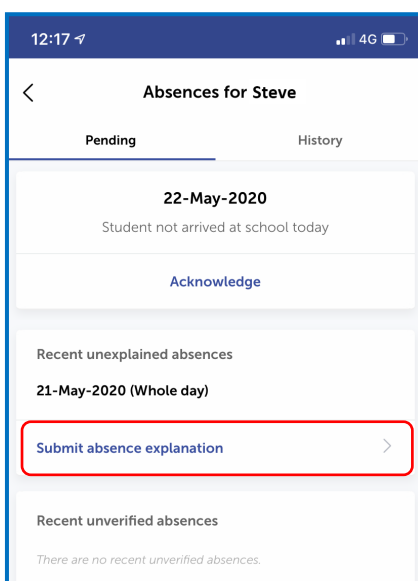 12:17 4G
Absences for Steve
Pending History
22-May-2020
Student not arrived at school today
Acknowledge
Recent unexplained absences
21-May-2020 (Whole day)
Submit absence explanation
Recent unverified absences
There are no recent unverified absences.